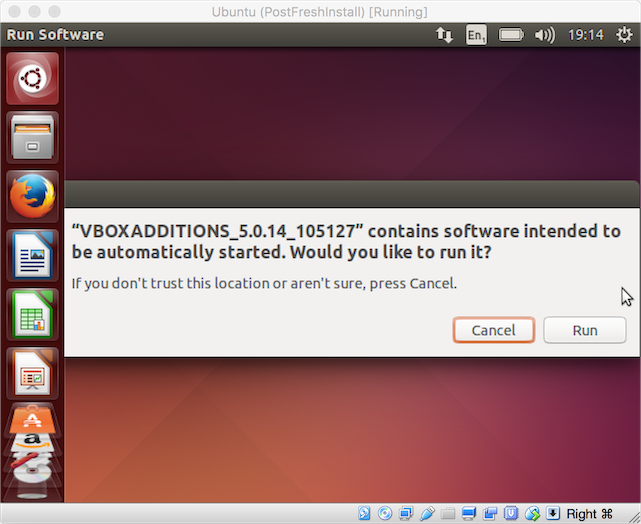 Ubuntu (PostFreshInstall) [Running]
Run Software
En1
19:14
“VBOXADDITIONS_5.0.14_105127” contains software intended to
be automatically started. Would you like to run it?
If you don't trust this location or aren't sure, press Cancel.
Cancel
Run
Right ⌘